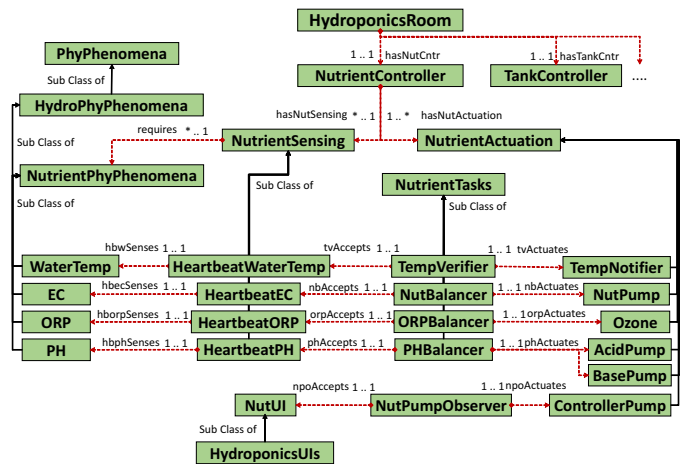 HydroponicsRoom
PhyPhenomena
1 .. 1 hasNutCntr
1 .. 1 hasTankCntr
Sub Class of
NutrientController
TankController
....
HydroPhyPhenomena
hasNutSensing * .. 1
1 .. * hasNutActuation
requires * .. 1
Sub Class of
NutrientSensing
NutrientActuation
NutrientPhyPhenomena
Sub Class of
NutrientTasks
Sub Class of
Sub Class of
hbwSenses 1 .. 1
tvAccepts 1 .. 1
1 .. 1 tvActuates
WaterTemp
HeartbeatWaterTemp
TempVerifier
TempNotifier
hbecSenses 1 .. 1
nbAccepts 1 .. 1
1 .. 1 nbActuates
EC
HeartbeatEC
NutBalancer
NutPump
hborpSenses 1 .. 1
orpAccepts 1 .. 1
1 .. 1 orpActuates
ORP
HeartbeatORP
ORPBalancer
Ozone
hbphSenses 1 .. 1
phAccepts 1 .. 1
1 .. 1 phActuates
PH
HeartbeatPH
PHBalancer
AcidPump
BasePump
npoAccepts 1 .. 1
1 .. 1 npoActuates
NutUI
NutPumpObserver
ControllerPump
Sub Class of
HydroponicsUIs